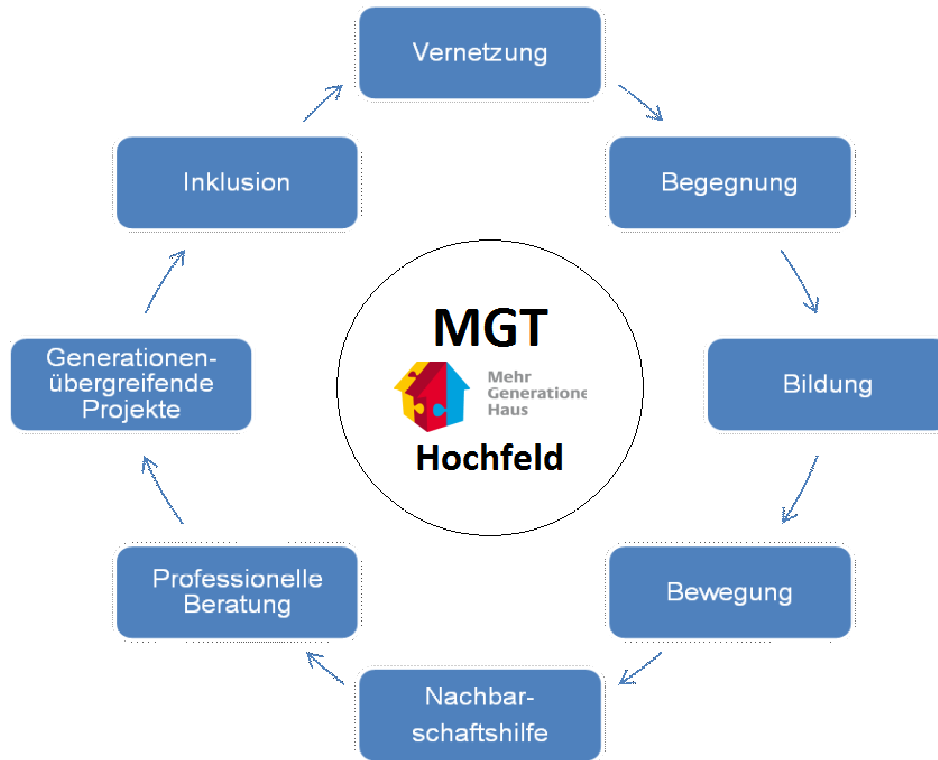 Vernetzung
Begegnung
Bildung
Bewegung
Nachbar-
schaftshilfe
Professionelle
Beratung
Generationen-
übergreifende
Projekte
Inklusion
MGT
Mehr
Generatione
Haus
Hochfeld